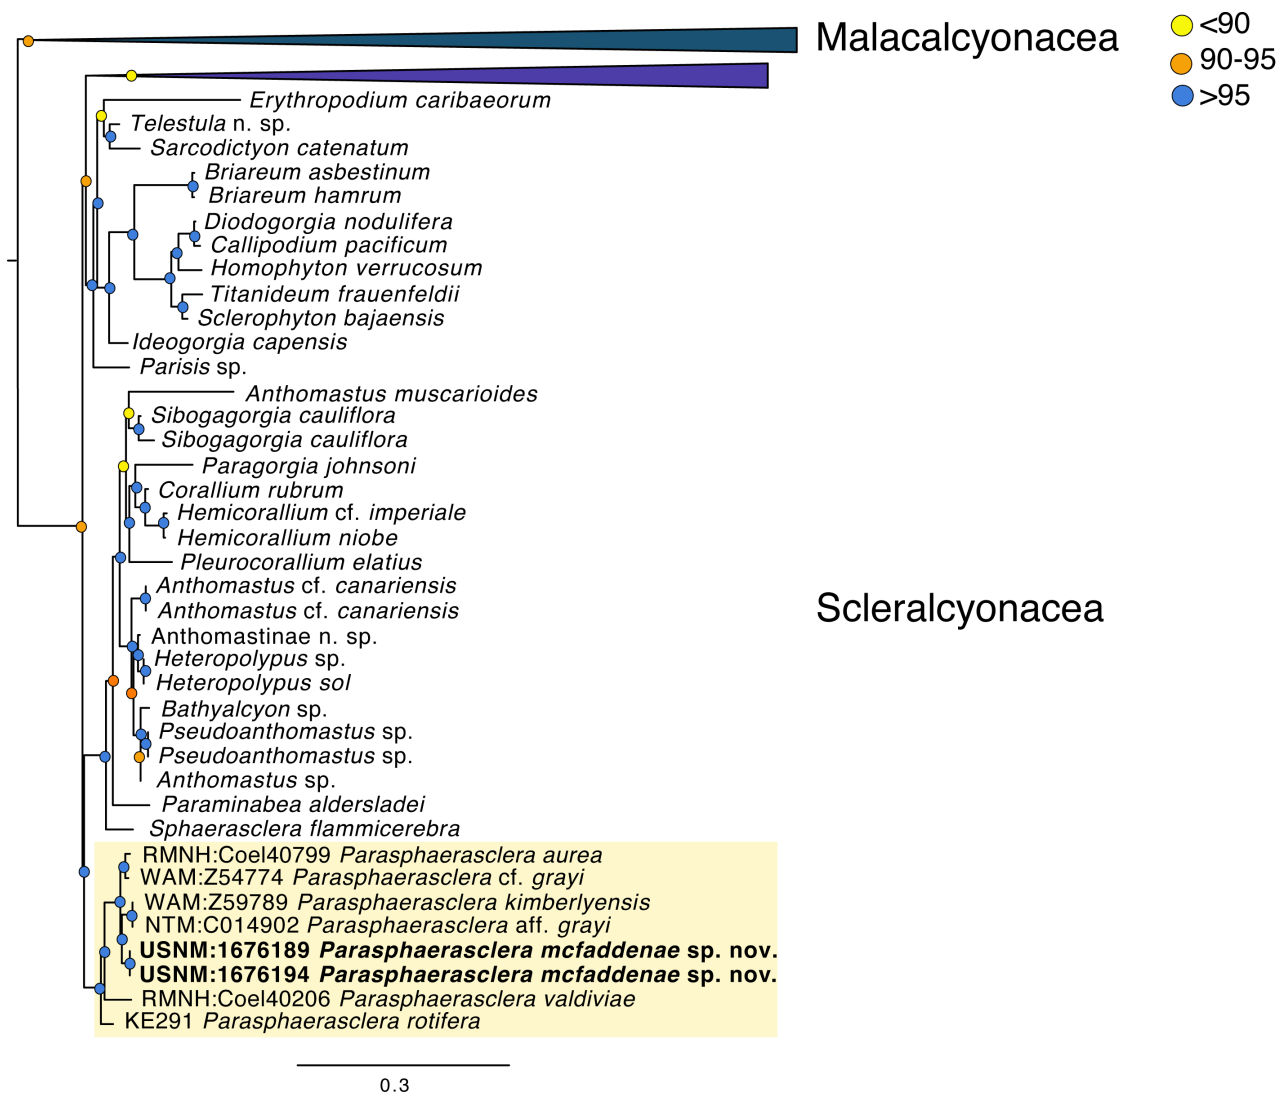 Malacalcyonacea
<90
90-95
>95
Erythropodium caribaeorum
Telestula n. sp.
Sarcodictyon catenatum
Briareum asbestinum
Briareum hamrum
Diodogorgia nodulifera
Callipodium pacificum
Homophyton verrucosum
Titanideum frauenfeldii
Sclerophyton bajaensis
Ideogorgia capensis
Parisis sp.
Anthomastus muscarioides
Sibogagorgia cauliflora
Sibogagorgia cauliflora
Paragorgia johnsoni
Corallium rubrum
Hemicorallium cf. imperiale
Hemicorallium niobe
Pleurocorallium elatius
Anthomastus cf. canariensis
Anthomastus cf. canariensis
Scleralcyonacea
Anthomastinae n. sp.
Heteropolypus sp.
Heteropolypus sol
Bathyalcyon sp.
Pseudoanthomastus sp.
Pseudoanthomastus sp.
Anthomastus sp.
Paraminabea aldersladei
Sphaerasclera flammicerebra
RMNH:Coel40799 Parasphaerasclera aurea
WAM:Z54774 Parasphaerasclera cf. grayi
WAM:Z59789 Parasphaerasclera kimberlyensis
NTM:C014902 Parasphaerasclera aff. grayi
USNM:1676189 Parasphaerasclera mcfaddenae sp. nov.
USNM:1676194 Parasphaerasclera mcfaddenae sp. nov.
RMNH:Coel40206 Parasphaerasclera valdiviae
KE291 Parasphaerasclera rotifera
0.3